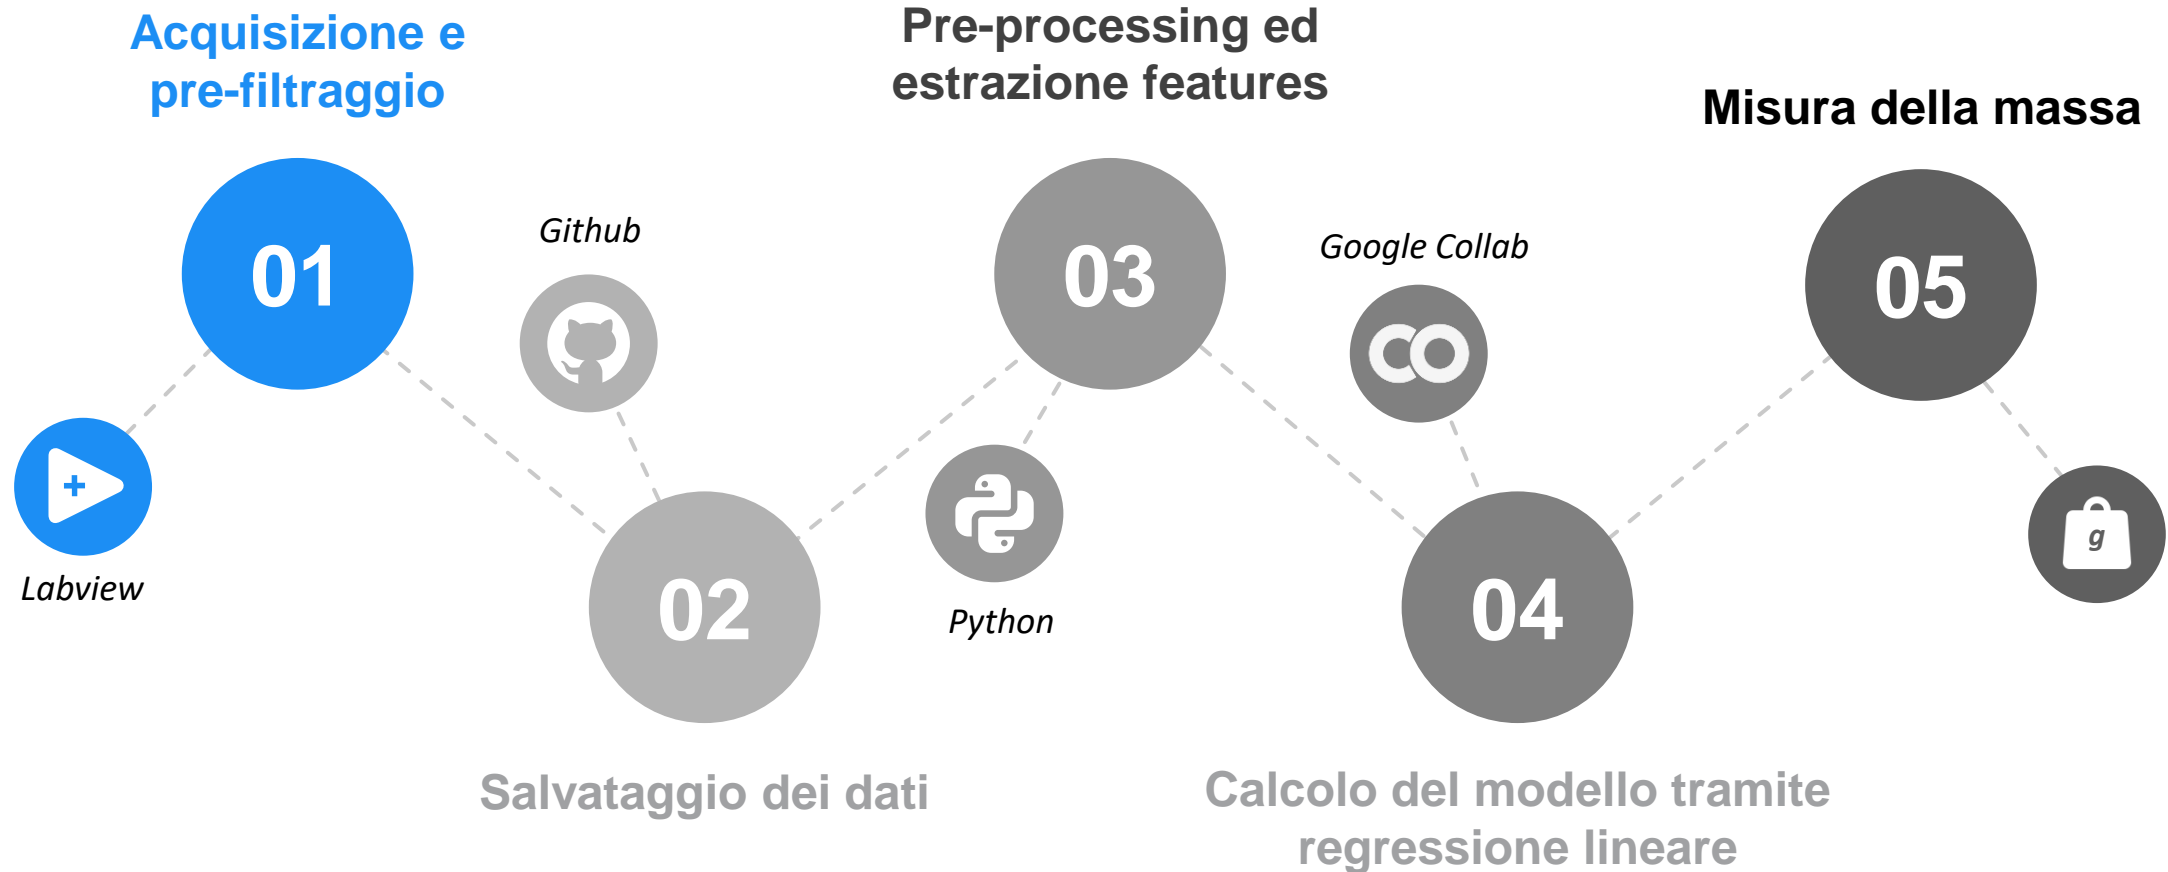 Acquisizione e
pre-filtraggio
01
Labview
Github
02
Salvataggio dei dati
Pre-processing ed
estrazione features
03
Python
Google Collab
CO
04
Calcolo del modello tramite
regressione lineare
Misura della massa
05
g